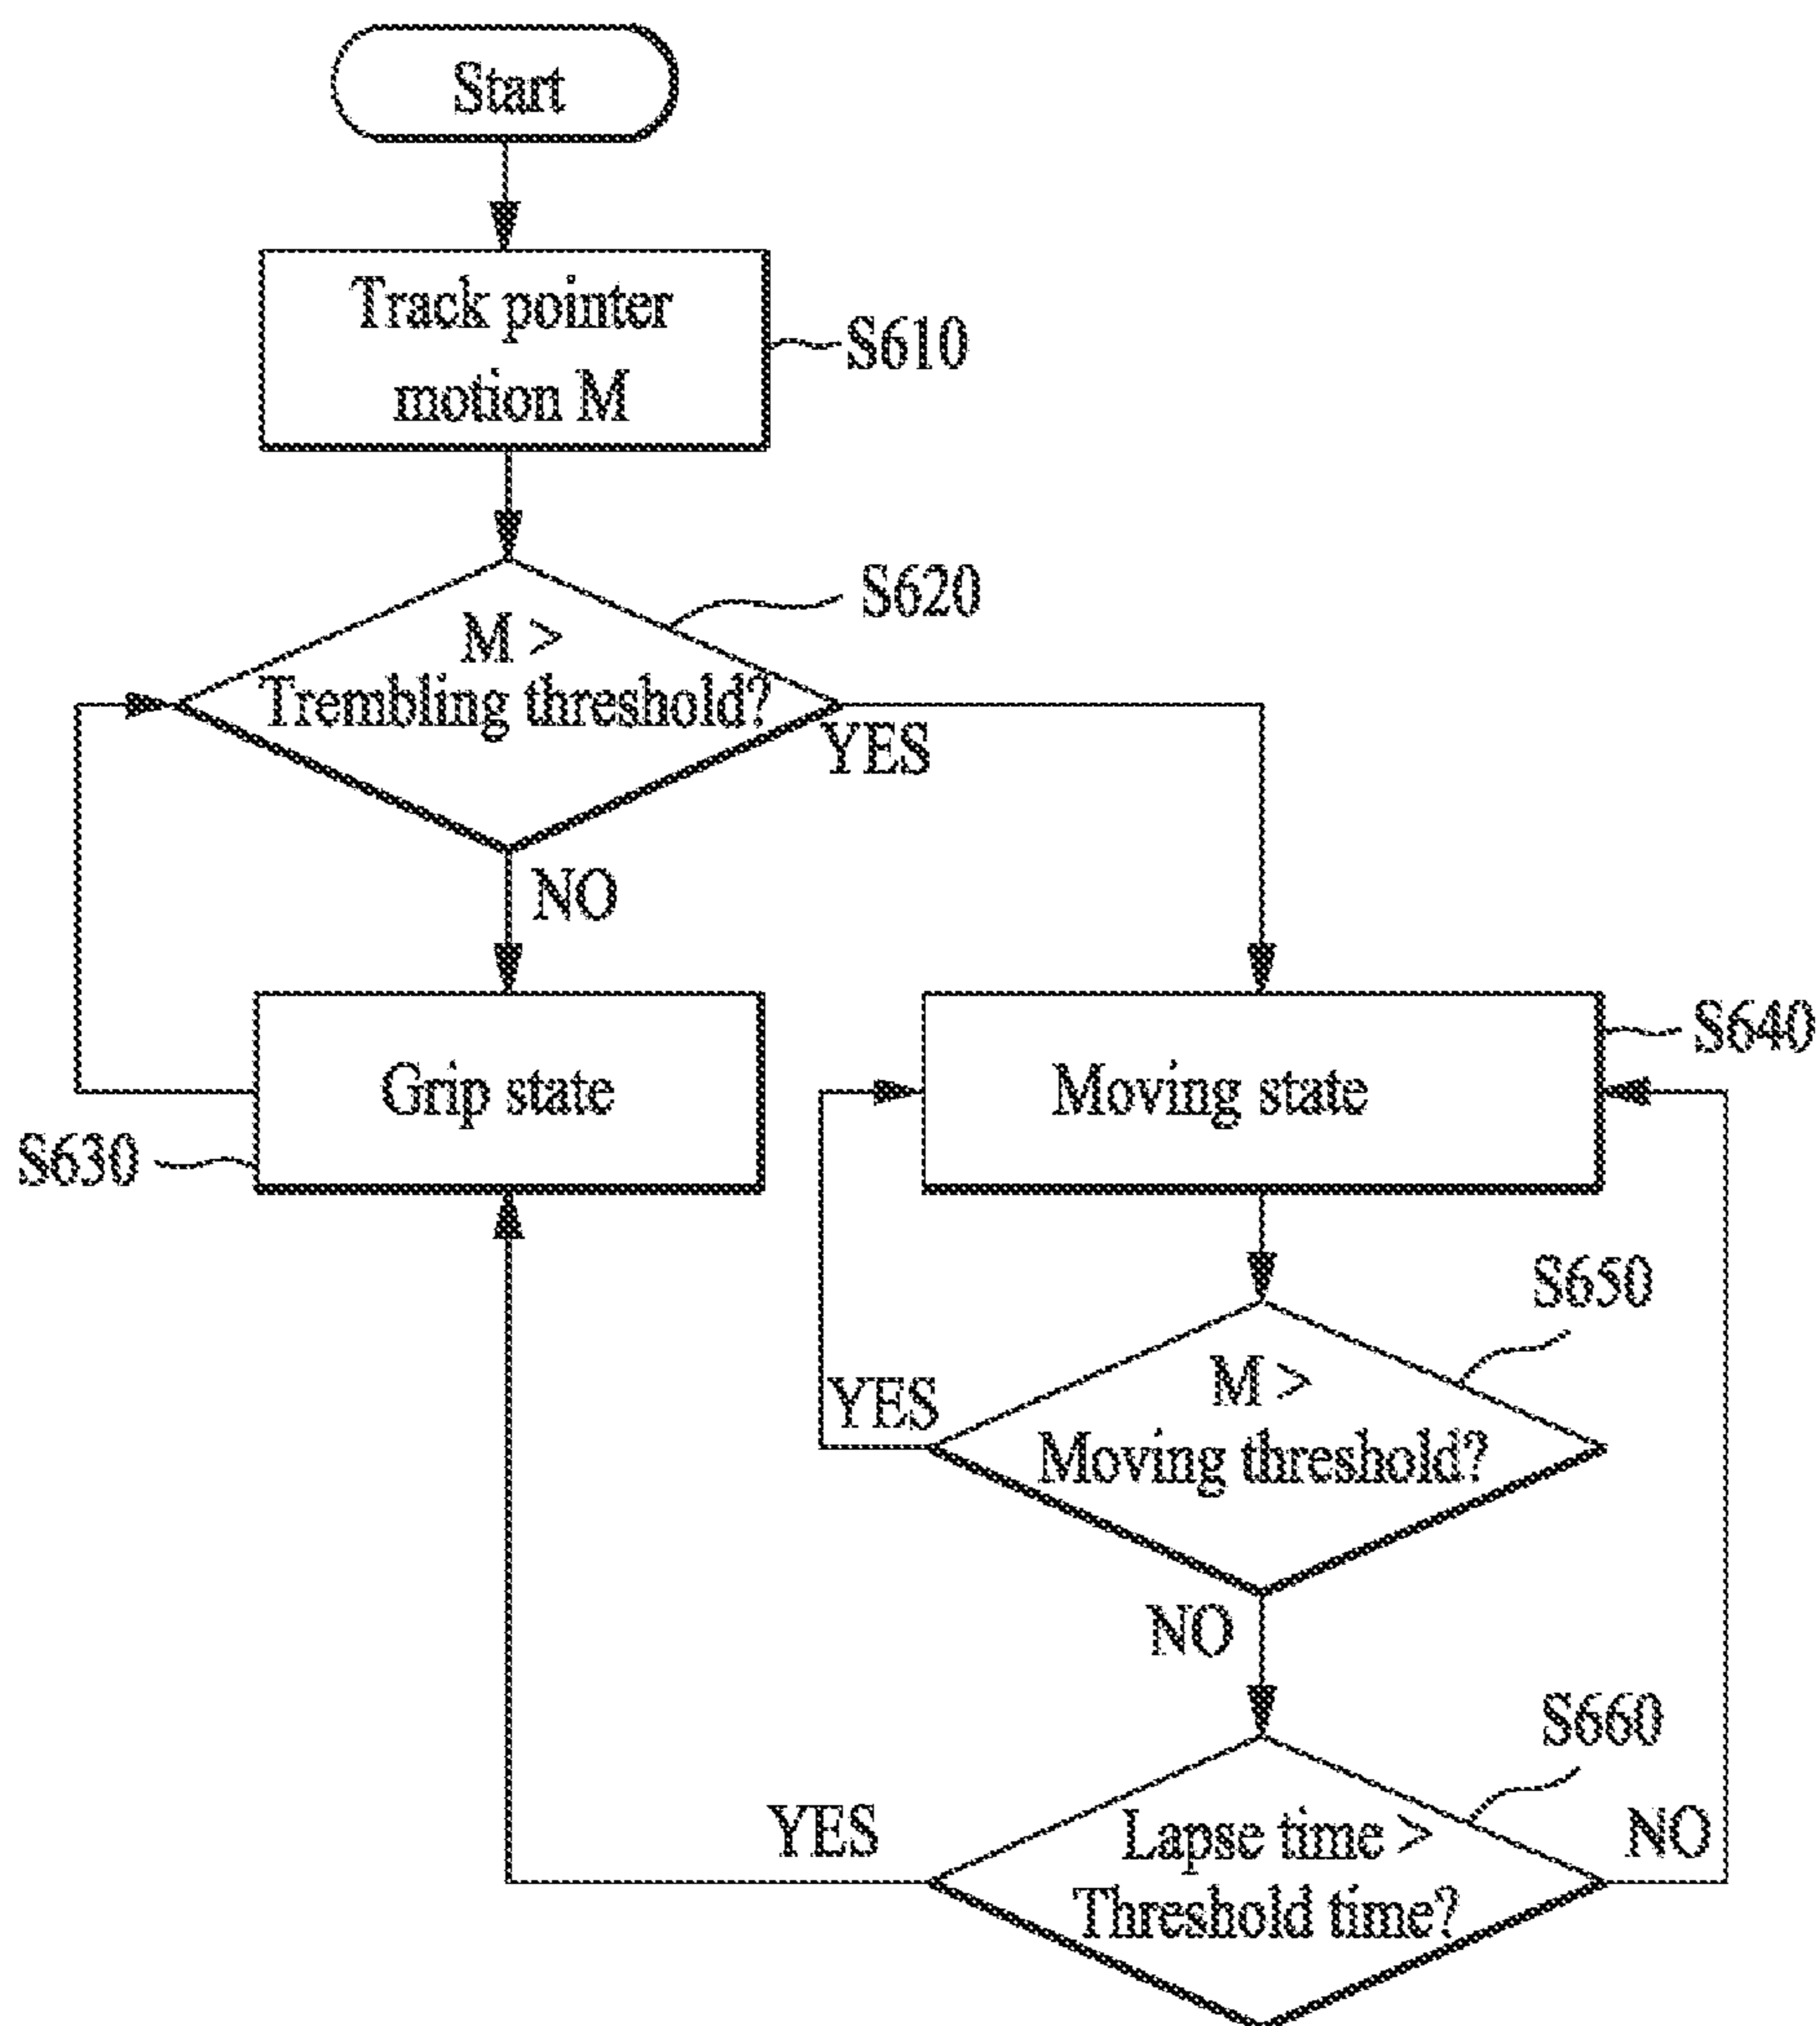 Start
Track pointer
motion M
S610
S620
M >
Trembling threshold?
YES
NO
Grip state
S630
Moving state
S640
S650
M >
Moving threshold?
YES
NO
S660
Lapse time >
Threshold time?
YES
NO